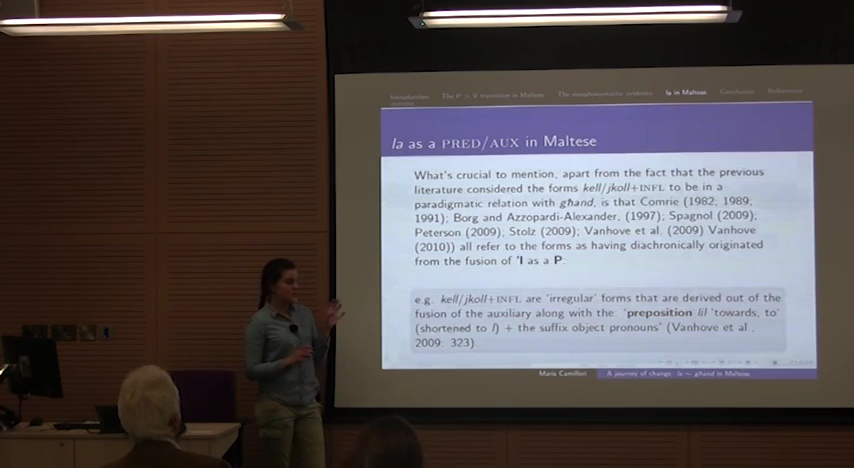 Introduction The P > V transition in Maltese The morphosyntactic evidence la in Maltese Conclusion References
la as a PRED/AUX in Maltese
What's crucial to mention, apart from the fact that the previous
literature considered the forms kell/jkoll+INFL to be in a
paradigmatic relation with għand, is that Comrie (1982; 1989;
1991); Borg and Azzopardi-Alexander, (1997); Spagnol (2009);
Peterson (2009); Stolz (2009); Vanhove et al. (2009) Vanhove
(2010)) all refer to the forms as having diachronically originated
from the fusion of 'l as a P:
e.g. kell/jkoll+INFL are 'irregular' forms that are derived out of the
fusion of the auxiliary along with the: 'preposition lil 'towards, to'
(shortened to l) + the suffix object pronouns' (Vanhove et al.,
2009: 323)
Maris Camilleri A journey of change: la ~ għand in Maltese